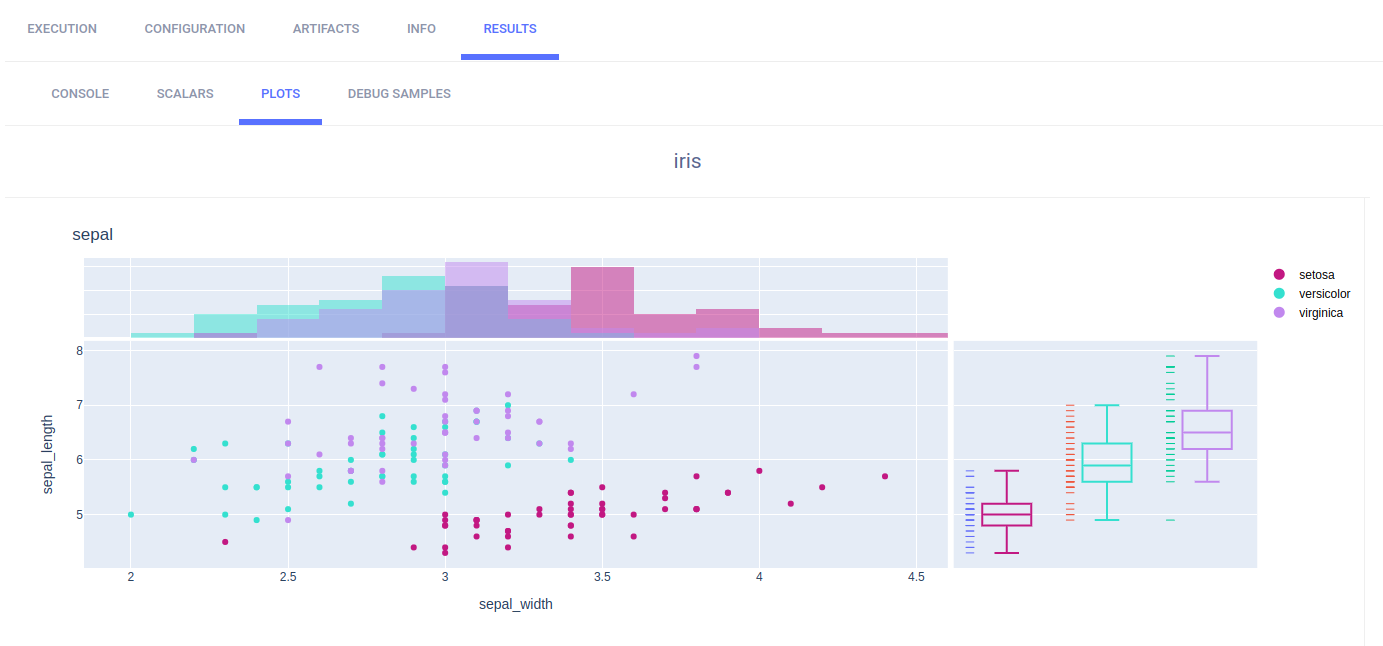 EXECUTION CONFIGURATION ARTIFACTS INFO RESULTS
CONSOLE SCALARS PLOTS DEBUG SAMPLES
iris
sepal
setosa
versicolor
virginica
8
7
6
5
sepal_length
2 2.5 3 3.5 4 4.5
sepal_width